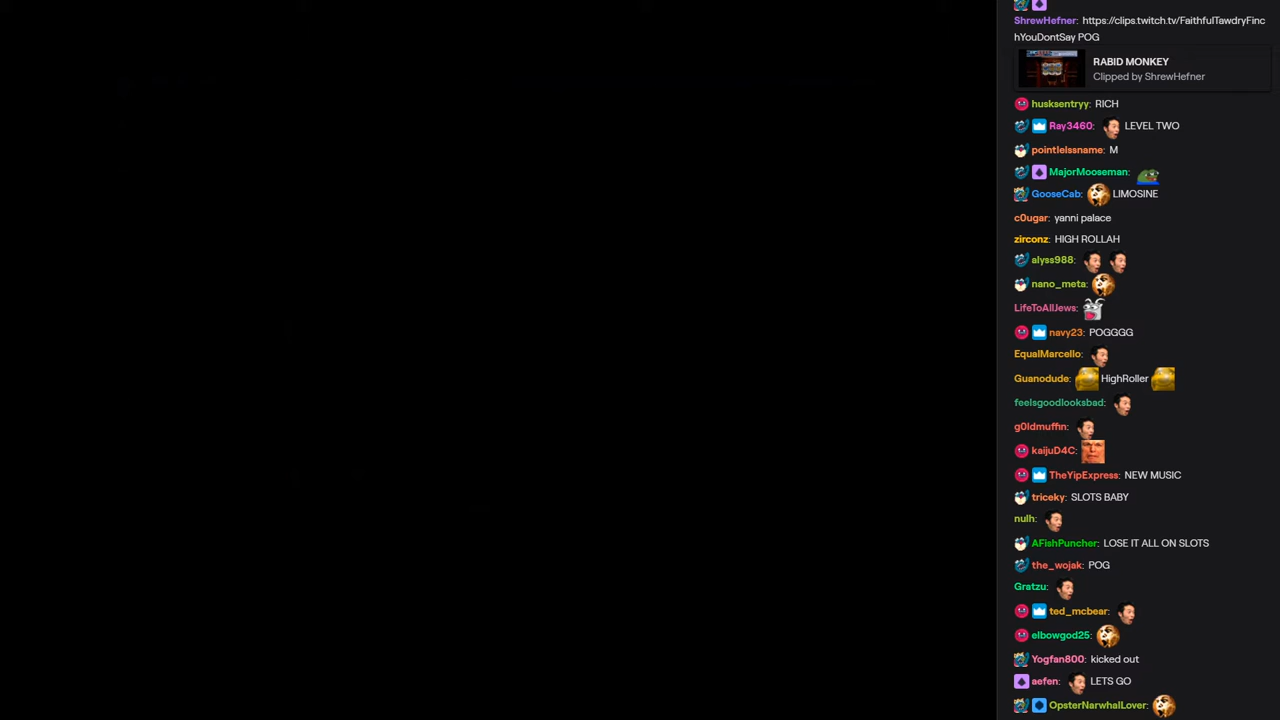 ShrewHefner: https://clips.twitch.tv/FaithfulTawdryFinc
hYouDontSay POG
RABID MONKEY
Clipped by ShrewHefner
husksentryy: RICH
Ray3460: LEVEL TWO
pointleissname: M
MajorMooseman:
GooseCab: LIMOSINE
c0ugar: yanni palace
zirconz: HIGH ROLLAH
alyss988:
nano_meta:
LifeToAllJews:
navy23: POGGGG
EqualMarcello:
Guanodude: HighRoller
feelsgoodlooksbad:
g0ldmuffin:
kaijuD4C:
TheYipExpress: NEW MUSIC
triceky: SLOTS BABY
nulh:
AFishPuncher: LOSE IT ALL ON SLOTS
the_wojak: POG
Gratzu:
ted_mcbear:
elbowgod25:
Yogfan800: kicked out
aefen: LETS GO
OpsterNarwhalLover: